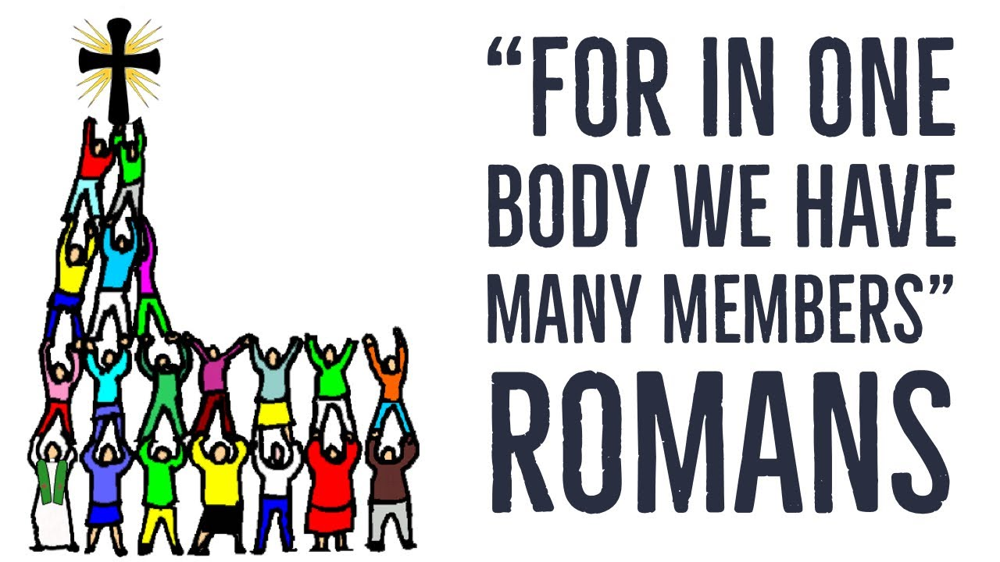 “FOR IN ONE
BODY WE HAVE
MANY MEMBERS”
ROMANS